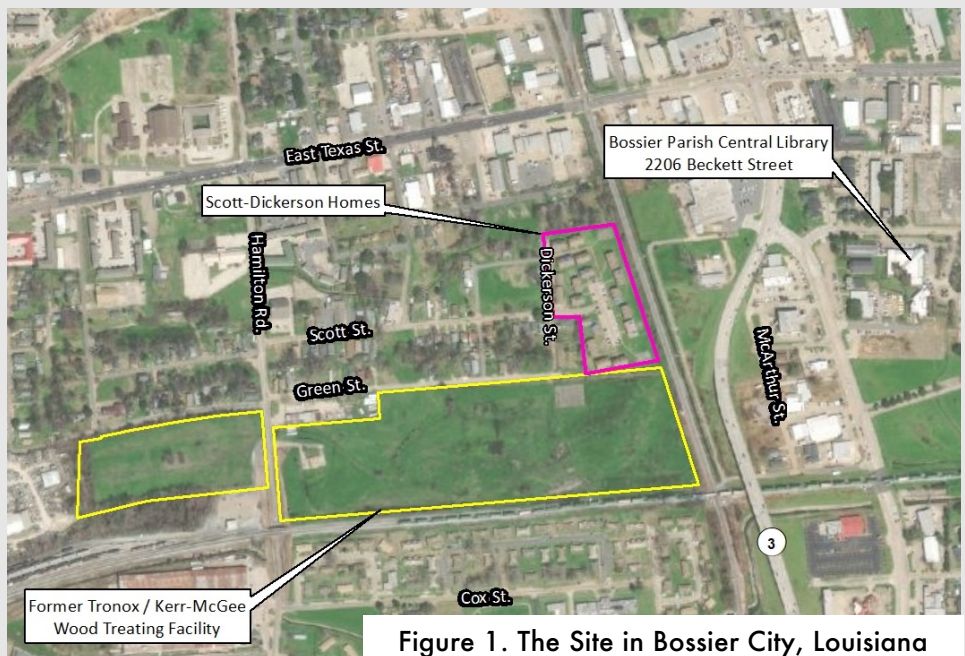 East Texas St.
Bossier Parish Central Library
2206 Beckett Street
Scott-Dickerson Homes
Hamilton Rd.
Dickerson St.
Scott St.
Green St.
McArthur St.
3
Former Tronox / Kerr-McGee
Wood Treating Facility
Cox St.
Figure 1. The Site in Bossier City, Louisiana